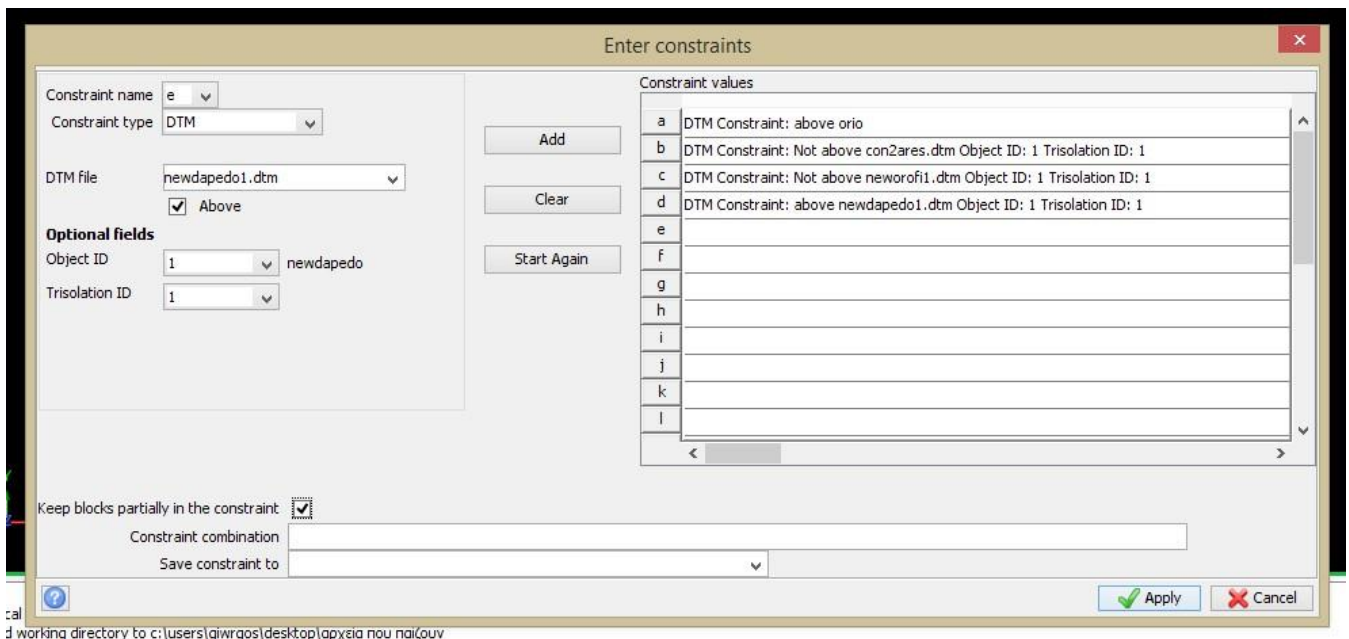 Enter constraints
Constraint name e
Constraint type DTM
DTM file newdapedo1.dtm
Above
Optional fields
Object ID 1 newdapedo
Trisolation ID 1
Add
Clear
Start Again
Constraint values
a DTM Constraint: above orio
b DTM Constraint: Not above con2ares.dtm Object ID: 1 Trisolation ID: 1
c DTM Constraint: Not above neworofi1.dtm Object ID: 1 Trisolation ID: 1
d DTM Constraint: above newdapedo1.dtm Object ID: 1 Trisolation ID: 1
e
f
g
h
i
j
k
l
Keep blocks partially in the constraint
Constraint combination
Save constraint to
Apply
Cancel
cal
d working directory to c:\users\giwrgos\desktop\αρχεία που παίζουν